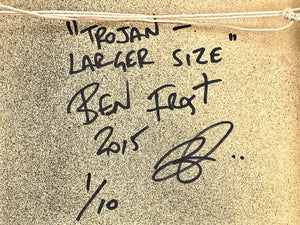 "TROJAN –
LARGER SIZE"
BEN FROST
2015
1/10